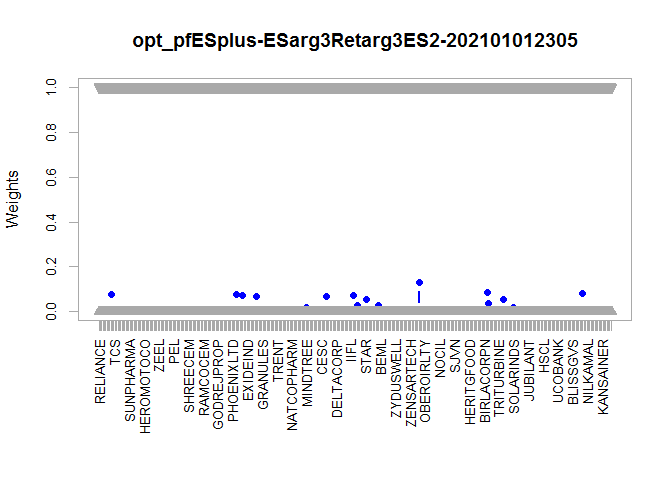 opt_pfESplus-ESarg3Retarg3ES2-202101012305
Weights
1.0
0.8
0.6
0.4
0.2
0.0
RELIANCE
TCS
SUNPHARMA
HEROMOTOCO
ZEEL
PEL
SHREECEM
RAMCOCEM
GODREJPROP
PHOENIXLTD
EXIDEIND
GRANULES
TRENT
NATCOPHARM
MINDTREE
CESC
DELTACORP
IIFL
STAR
BEML
ZYDUSWELL
ZENSARTECH
OBEROIRLTY
NOCIL
SJVN
HERITGFOOD
BIRLACORPN
TRITURBINE
SOLARINDS
JUBILANT
HSCL
UCOBANK
BLISSGVS
NILKAMAL
KANSAINER